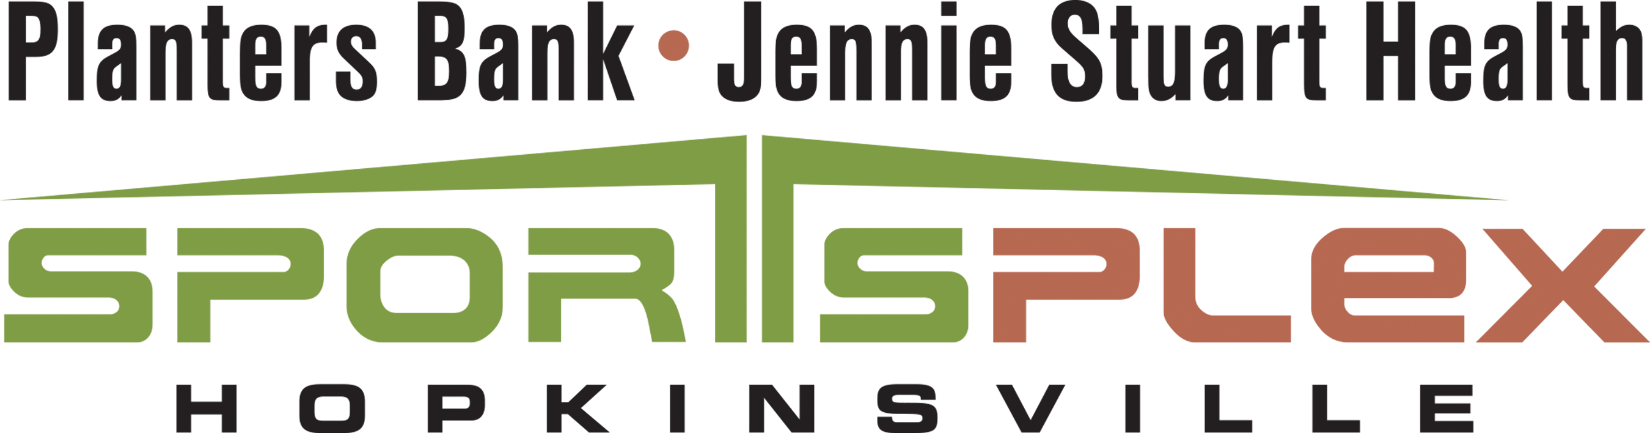 Planters Bank • Jennie Stuart Health
SPORTSPLEX
HOPKINSVILLE